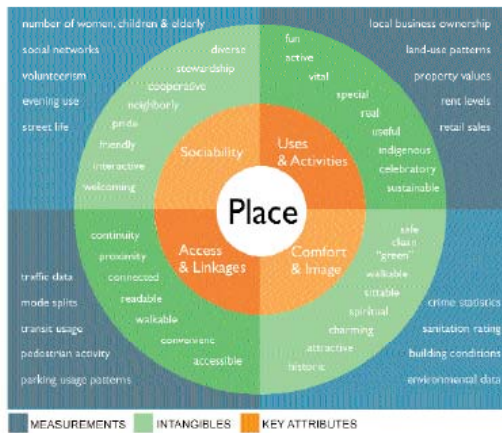 number of women, children & elderly
social networks
volunteerism
evening use
street life
local business ownership
land-use patterns
property values
rent levels
retail sales
diverse
stewardship
cooperative
neighborly
pride
friendly
interactive
welcoming
fun
active
vital
special
real
useful
indigenous
celebratory
sustainable
Sociability
Uses
& Activities
Place
Access
& Linkages
Comfort
& Image
continuity
proximity
connected
readable
walkable
convenient
accessible
safe
clean
"green"
walkable
sittable
spiritual
charming
attractive
historic
traffic data
mode splits
transit usage
pedestrian activity
parking usage patterns
crime statistics
sanitation rating
building conditions
environmental data
MEASUREMENTS
INTANGIBLES
KEY ATTRIBUTES